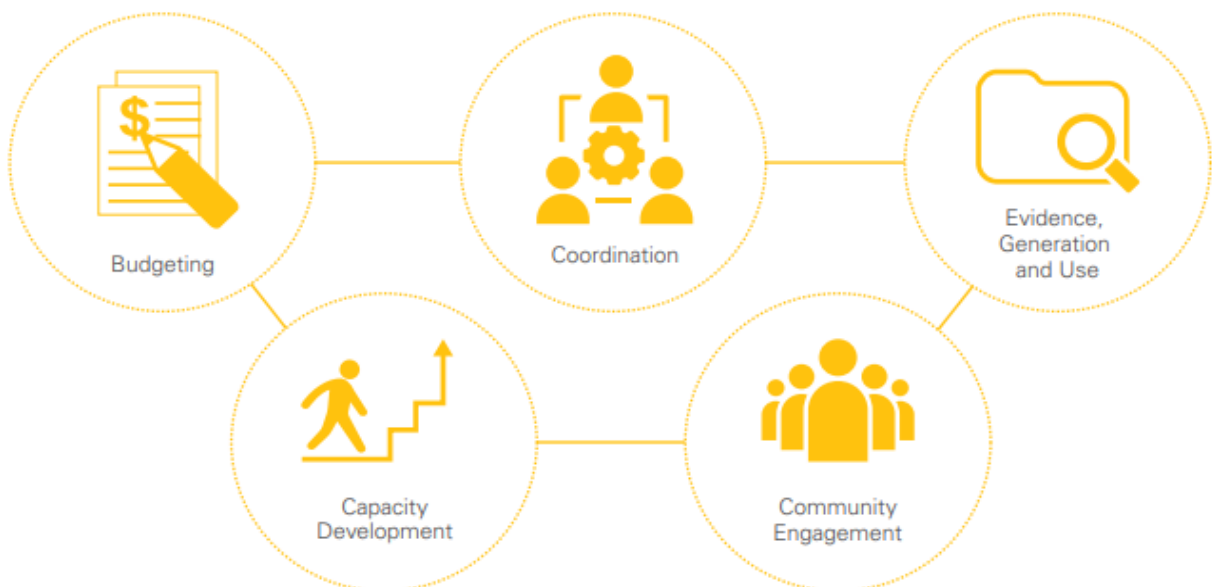 $
Budgeting
Coordination
Evidence,
Generation
and Use
Capacity
Development
Community
Engagement